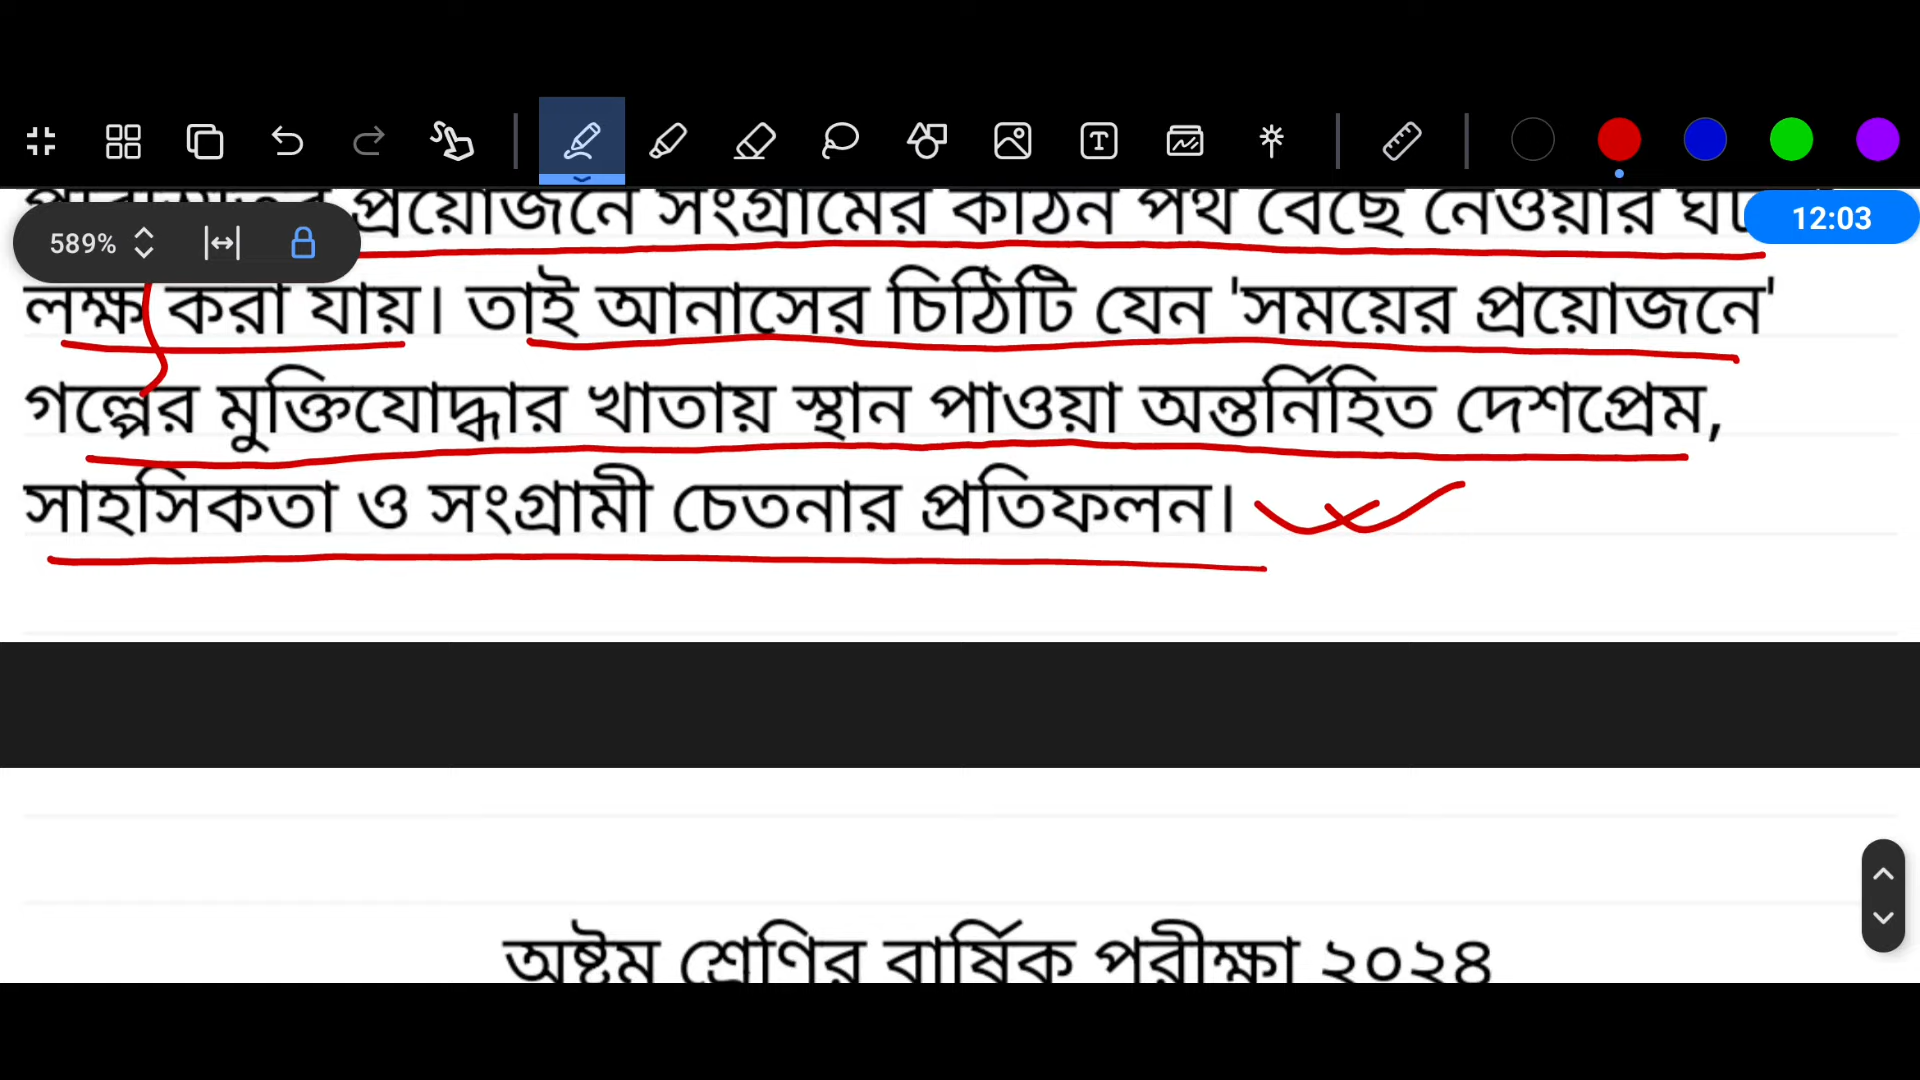 589%
12:03
প্রয়োজনে সংগ্রামের কঠিন পথ বেছে নেওয়ার
লক্ষ করা যায়। তাই আনাসের চিঠিটি যেন 'সময়ের প্রয়োজনে'
গল্পের মুক্তিযোদ্ধার খাতায় স্থান পাওয়া অন্তর্নিহিত দেশপ্রেম,
সাহসিকতা ও সংগ্রামী চেতনার প্রতিফলন।
অষ্টম শ্রেণির বার্ষিক পরীক্ষা ২০২৪